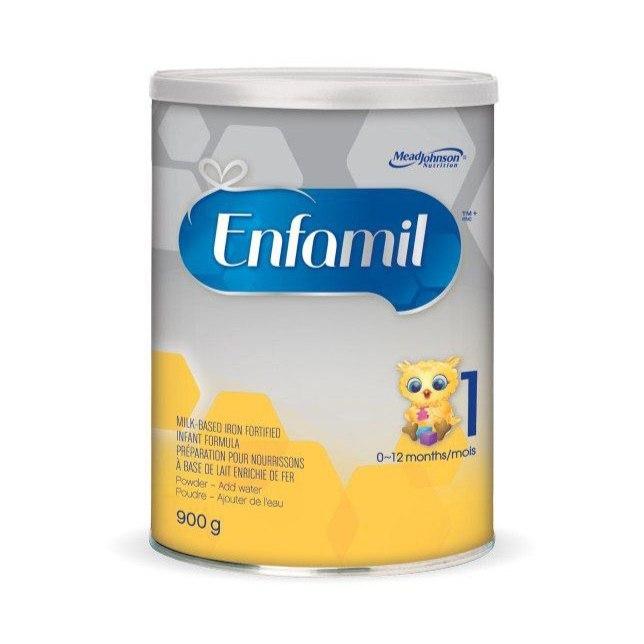 MeadJohnson®
Nutrition
Enfamil
TM+
MC
1
0~12 months/mois
MILK-BASED IRON FORTIFIED
INFANT FORMULA
PRÉPARATION POUR NOURRISSONS
À BASE DE LAIT ENRICHIE DE FER
Powder – Add water
Poudre – Ajouter de l'eau
900 g